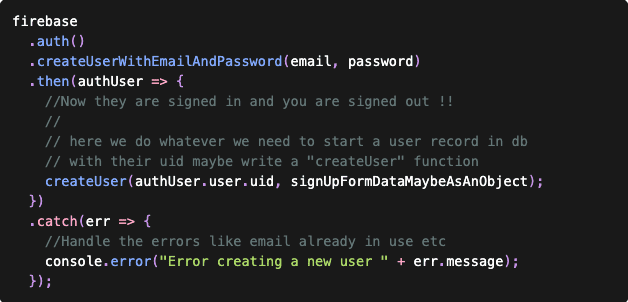 firebase
  .auth()
  .createUserWithEmailAndPassword(email, password)
  .then(authUser => {
    //Now they are signed in and you are signed out !!
    //
    // here we do whatever we need to start a user record in db
    // with their uid maybe write a "createUser" function
    createUser(authUser.user.uid, signUpFormDataMaybeAsAnObject);
  })
  .catch(err => {
    //Handle the errors like email already in use etc
    console.error("Error creating a new user " + err.message);
  });